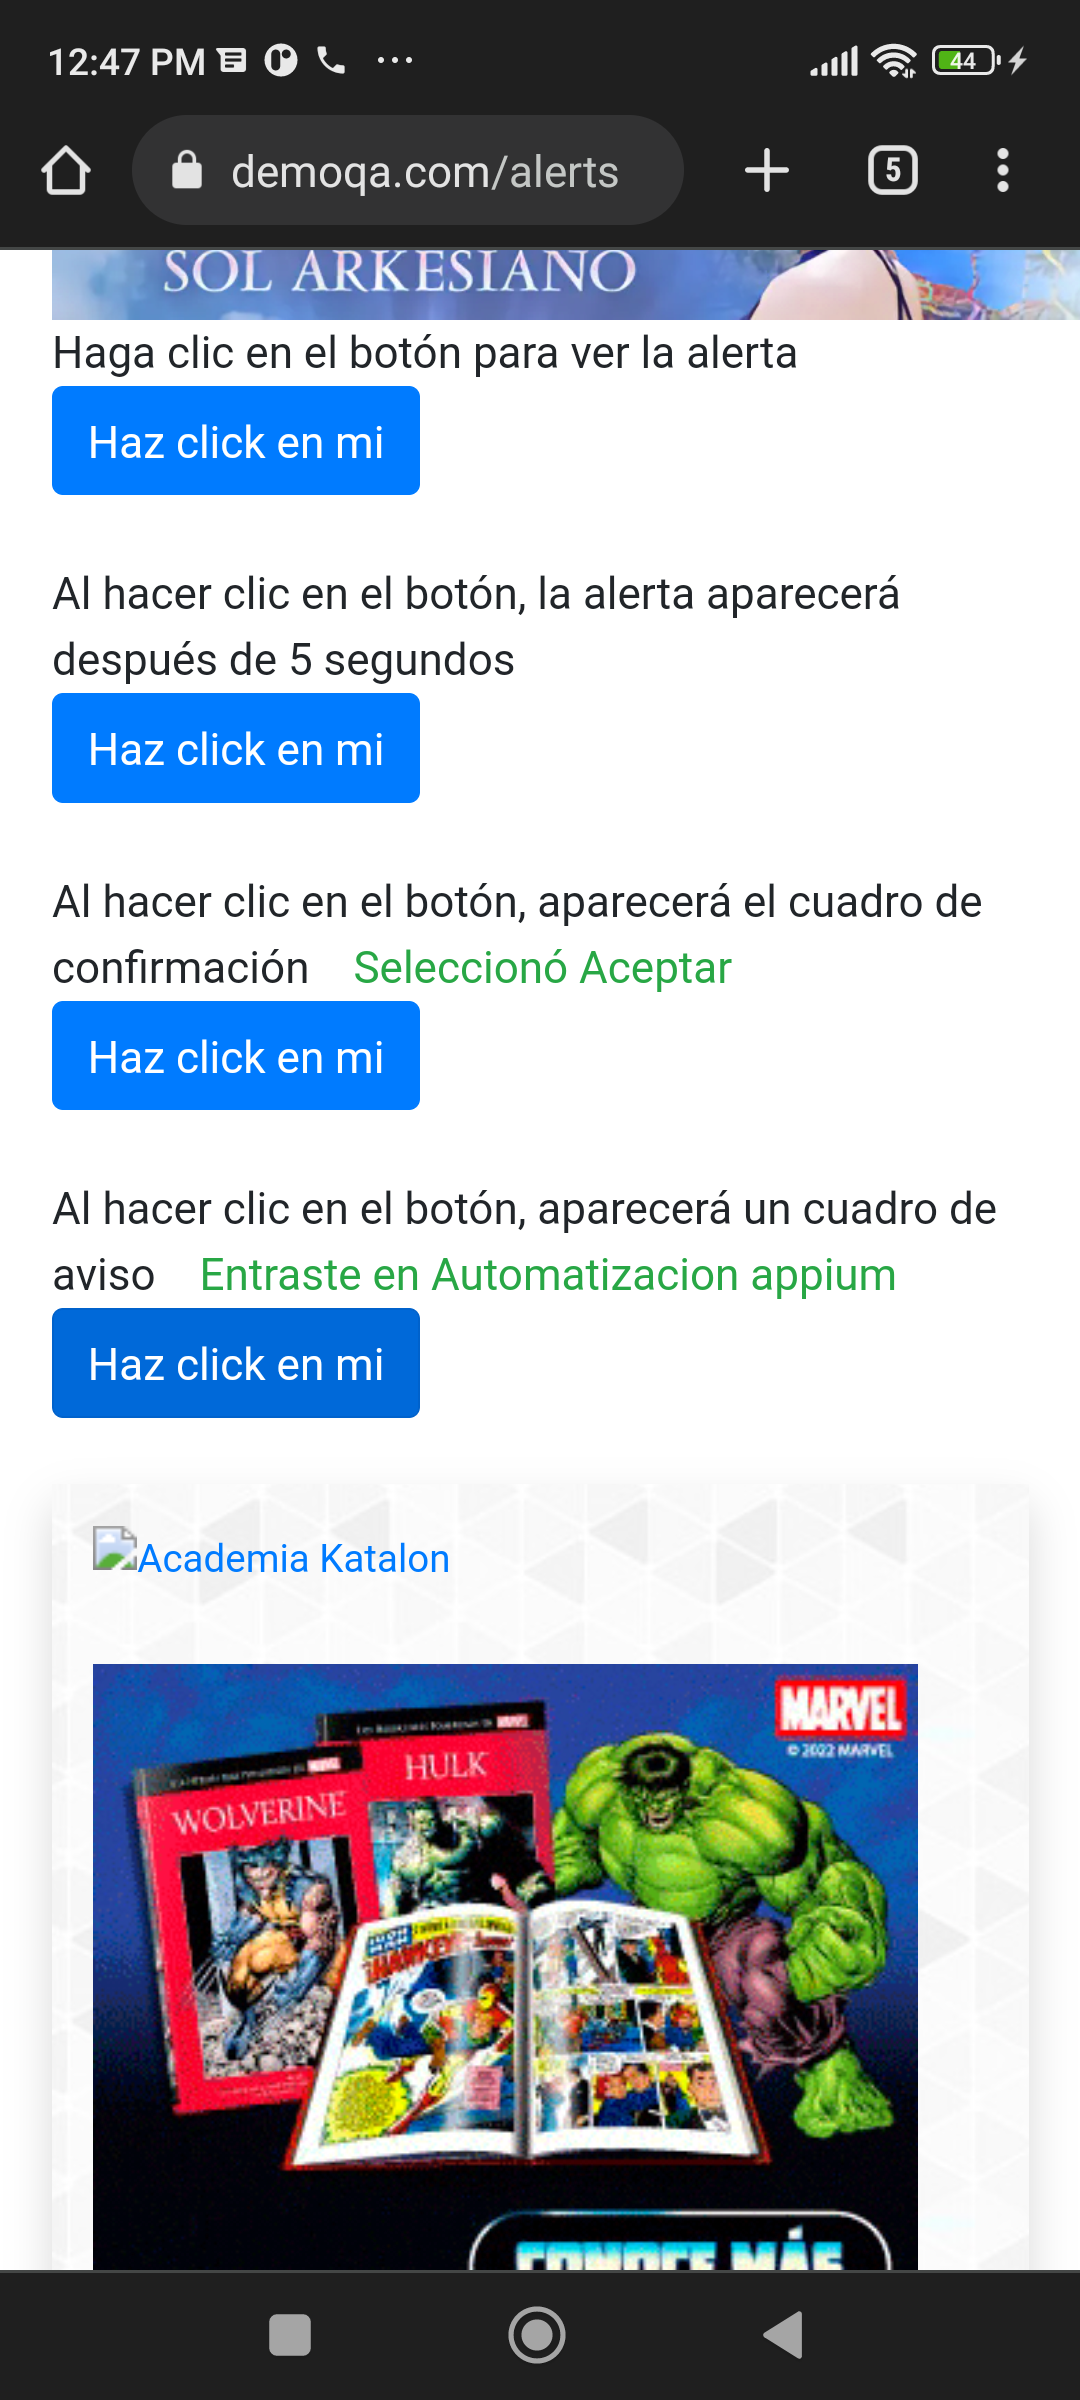 12:47 PM
44
demoqa.com/alerts
5
SOL ARKESIANO
Haga clic en el botón para ver la alerta
Haz click en mi
Al hacer clic en el botón, la alerta aparecerá
después de 5 segundos
Haz click en mi
Al hacer clic en el botón, aparecerá el cuadro de
confirmación Seleccionó Aceptar
Haz click en mi
Al hacer clic en el botón, aparecerá un cuadro de
aviso Entraste en Automatizacion appium
Haz click en mi
Academia Katalon
MARVEL
© 2022 MARVEL
HULK
WOLVERINE
CONOCE MÁS